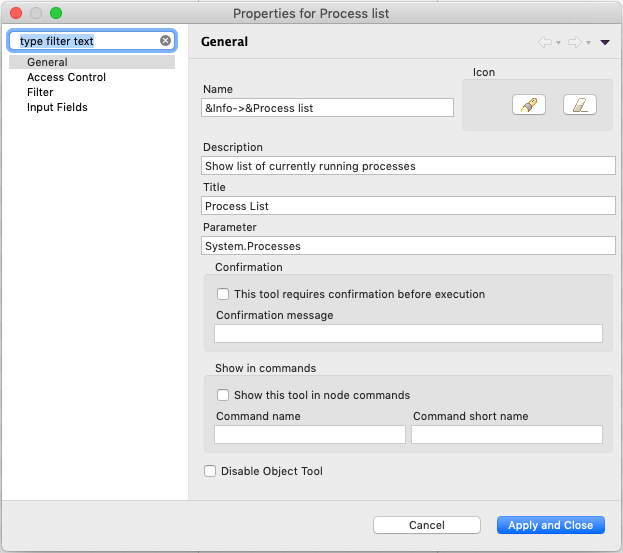 Properties for Process list
type filter text
General
Access Control
Filter
Input Fields
General
Icon
Name
&Info->&Process list
Description
Show list of currently running processes
Title
Process List
Parameter
System.Processes
Confirmation
This tool requires confirmation before execution
Confirmation message
Show in commands
Show this tool in node commands
Command name Command short name
Disable Object Tool
Cancel Apply and Close